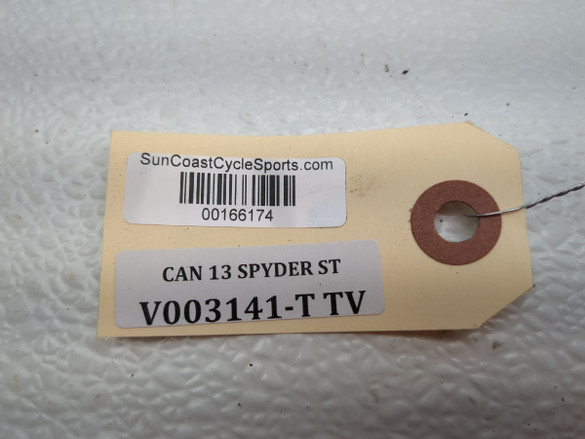 SunCoastCycleSports.com
00166174
CAN 13 SPYDER ST
V003141-T TV